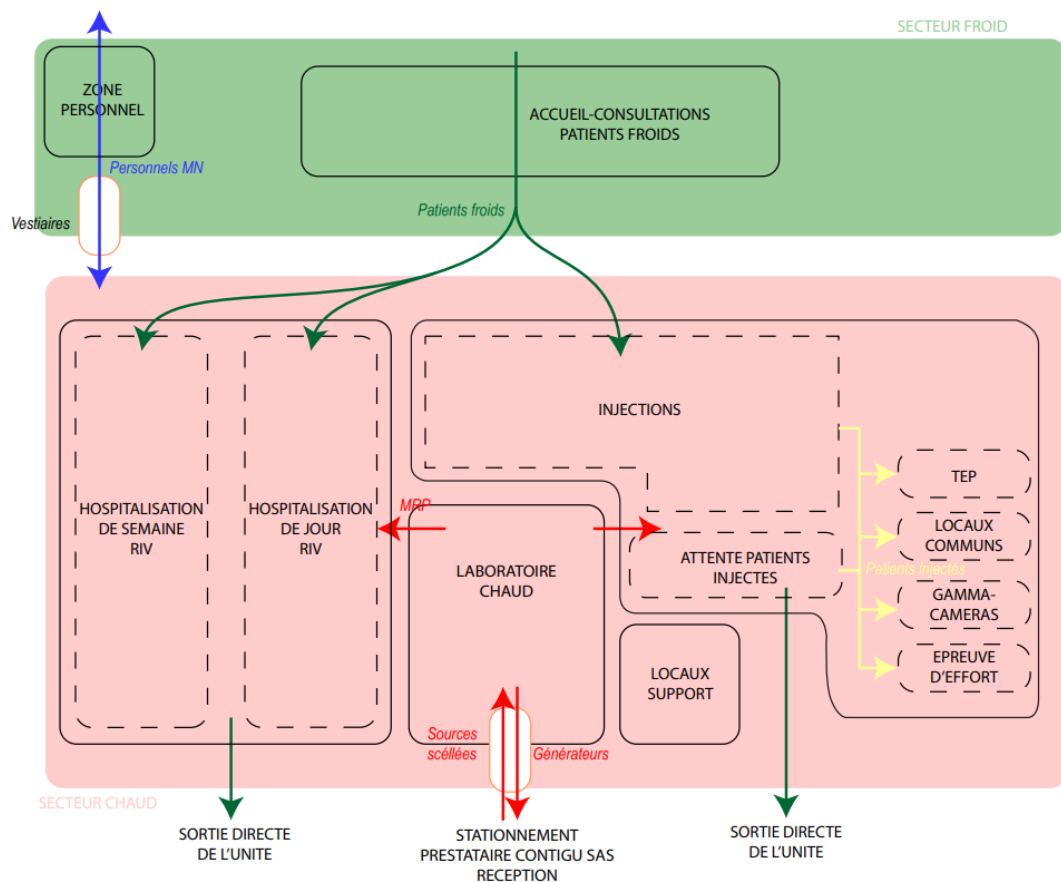 SECTEUR FROID
ZONE
PERSONNEL
ACCUEIL-CONSULTATIONS
PATIENTS FROIDS
Personnels MN
Vestiaires
Patients froids
INJECTIONS
HOSPITALISATION
DE SEMAINE
RIV
HOSPITALISATION
DE JOUR
RIV
MRP
LABORATOIRE
CHAUD
ATTENTE PATIENTS
INJECTES
TEP
LOCAUX
COMMUNS
Patients injectés
GAMMA-
CAMERAS
EPREUVE
D'EFFORT
LOCAUX
SUPPORT
Sources
scéllées
Générateurs
SECTEUR CHAUD
SORTIE DIRECTE
DE L'UNITE
STATIONNEMENT
PRESTATAIRE CONTIGU SAS
RECEPTION
SORTIE DIRECTE
DE L'UNITE